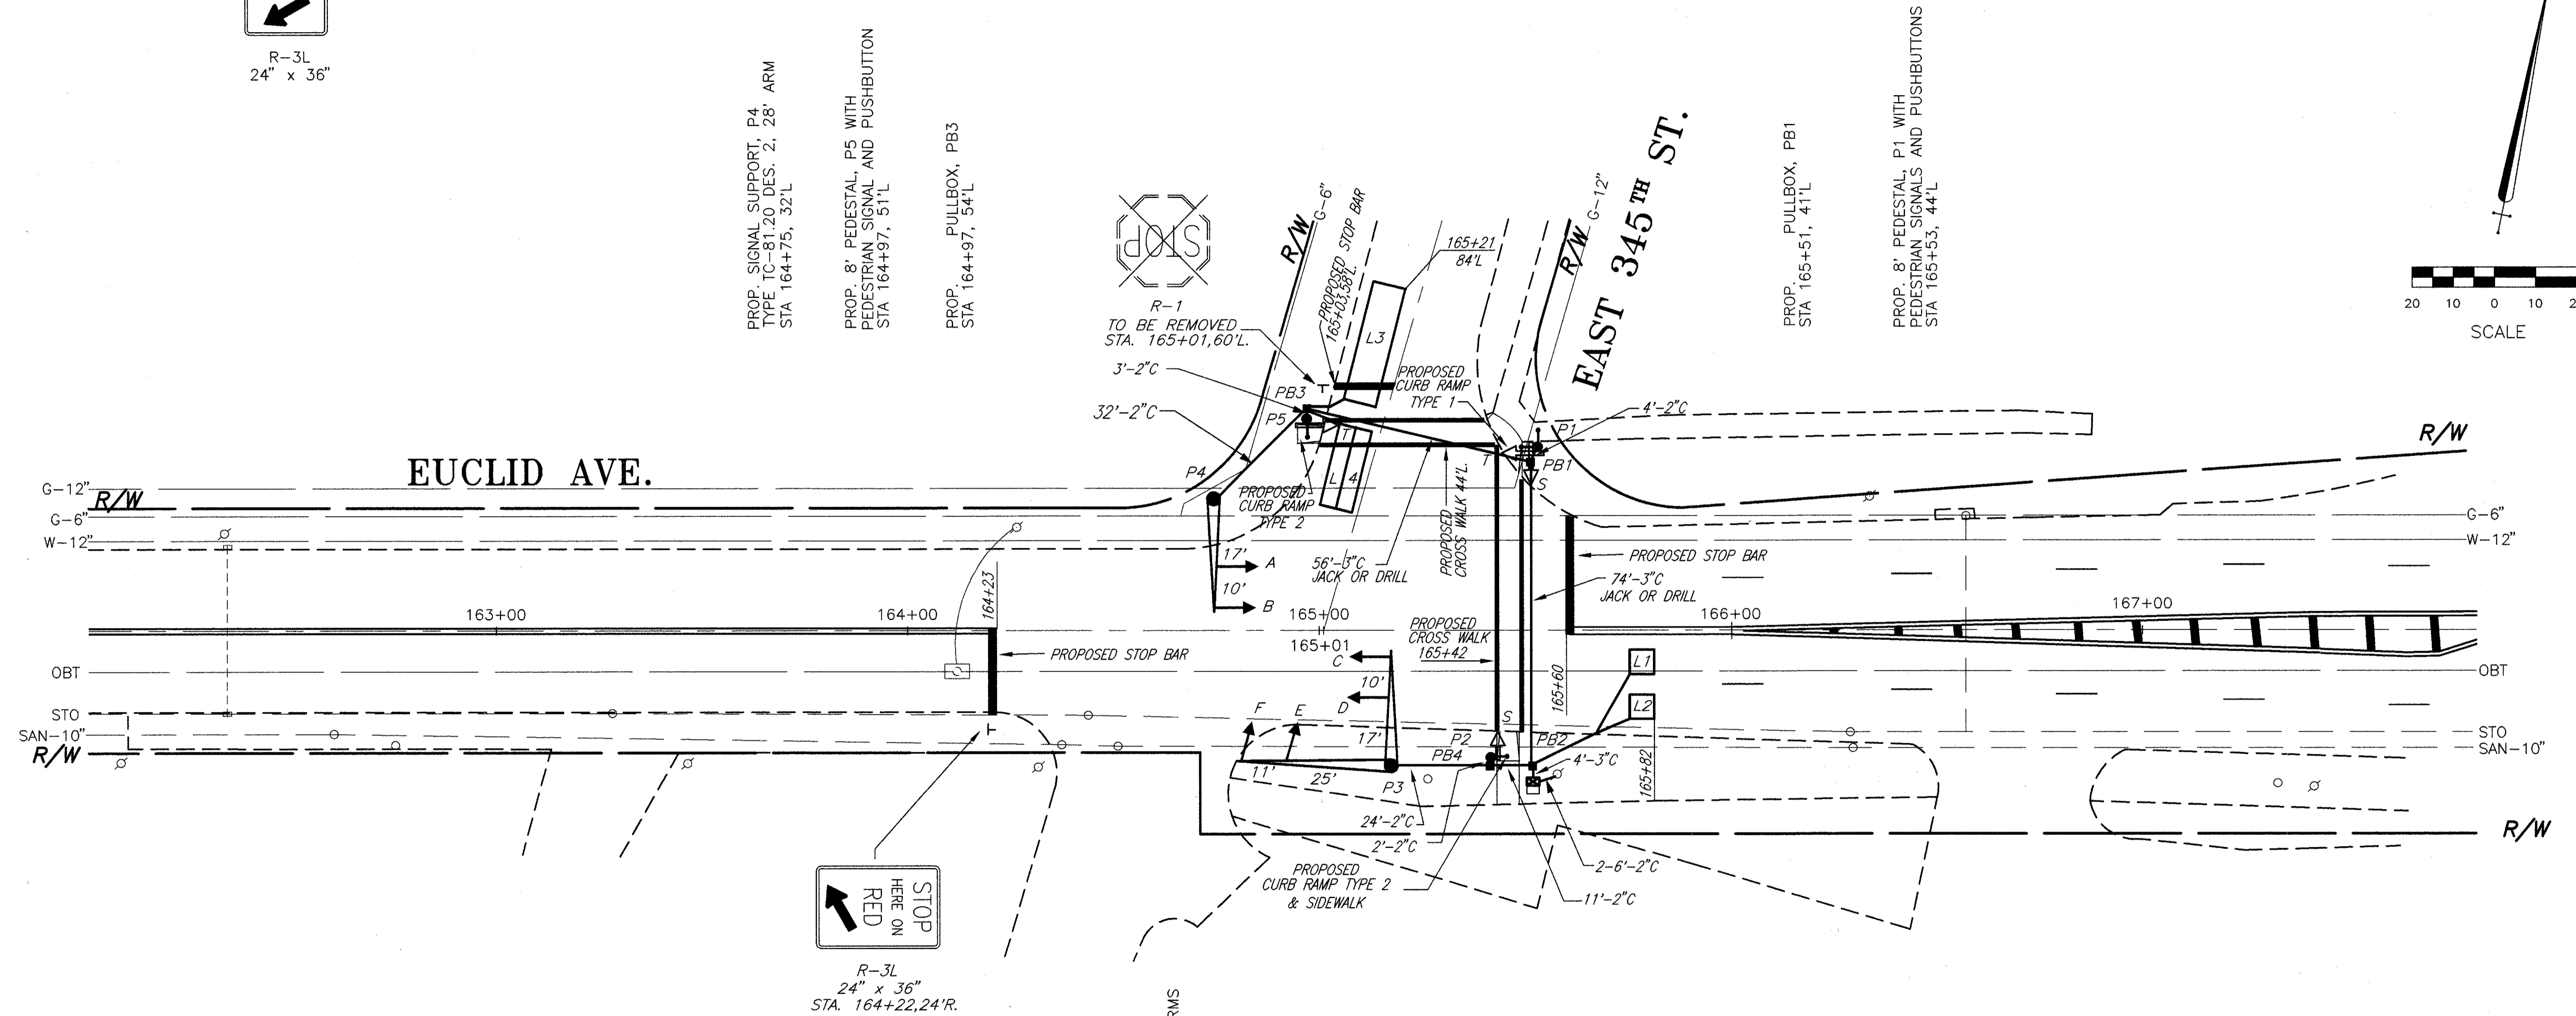 R-3L
24" x 36"
PROP. SIGNAL SUPPORT, P4
TYPE TC-81.20 DES. 2, 28' ARM
STA 164+75, 32'L
PROP. 8' PEDESTAL, P5 WITH
PEDESTRIAN SIGNAL AND PUSHBUTTON
STA 164+97, 51'L
PROP. PULLBOX, PB3
STA 164+97, 54'L
STOP
R-1
TO BE REMOVED
STA. 165+01,60'L.
3'-2"C
32'-2"C
R/W
G-6"
PROPOSED STOP BAR
165+03,58'L.
165+21
84'L
L3
R/W
G-12"
EAST 345TH ST.
PROP. PULLBOX, PB1
STA 165+51, 41'L
PROP. 8' PEDESTAL, P1 WITH
PEDESTRIAN SIGNALS AND PUSHBUTTONS
STA 165+53, 44'L
20 10 0 10
SCALE
PB3
P5
PROPOSED
CURB RAMP
TYPE 1
4'-2"C
P1
T
T
PB1
S
R/W
EUCLID AVE.
G-12"
R/W
G-6"
W-12"
P4
PROPOSED
CURB RAMP
TYPE 2
L 4
17'
A
10'
B
56'-3"C
JACK OR DRILL
PROPOSED
CROSS WALK 44'L.
PROPOSED STOP BAR
74'-3"C
JACK OR DRILL
G-6"
W-12"
163+00
164+00
164+23
165+00
165+01
166+00
167+00
PROPOSED STOP BAR
PROPOSED
CROSS WALK
165+42
C
10'
D
17'
165+60
L1
L2
OBT
OBT
STO
SAN-10"
R/W
STO
SAN-10"
F
E
11'
25'
P3
S
P2
PB4
PB2
4'-3"C
165+82
24'-2"C
2'-2"C
2-6'-2"C
11'-2"C
PROPOSED
CURB RAMP TYPE 2
& SIDEWALK
R/W
T
STOP
HERE ON
RED
R-3L
24" x 36"
STA. 164+22,24'R.
RMS